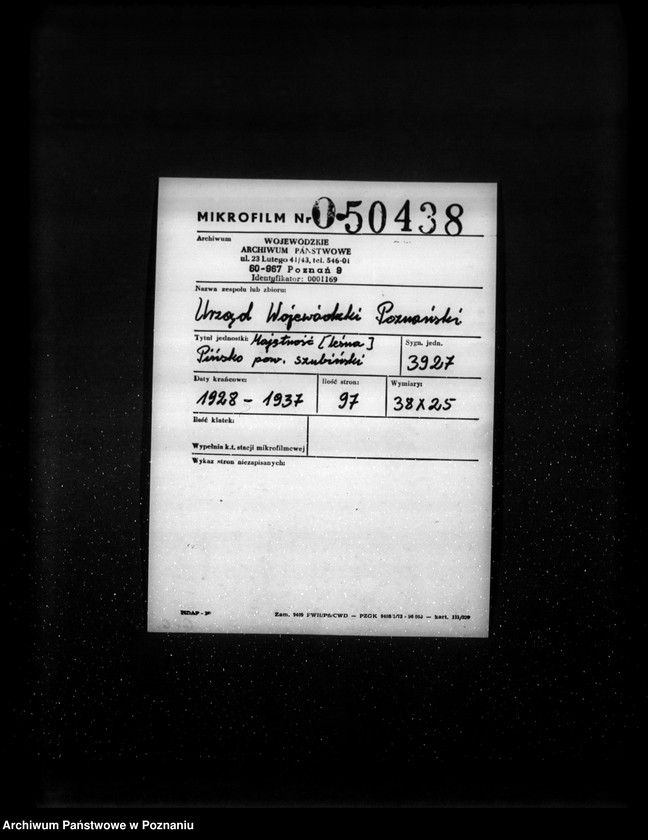 MIKROFILM Nr 0-50438
Archiwum
WOJEWÓDZKIE
ARCHIWUM PAŃSTWOWE
ul. 23 Lutego 41/43, tel. 546-01
60-967 Poznań 9
Identyfikator: 0001169
Nazwa zespołu lub zbioru:
Urząd Wojewódzki Poznański
Tytuł jednostki: Majętność [leśna]
Pińsko pow. szubiński
Sygn. jedn.
3927
Daty krańcowe:
1928 - 1937
Ilość stron:
97
Wymiary:
38X25
Ilość klatek:
Wypełnia k.t. stacji mikrofilmowej
Wykaz stron niezapisanych:
Archiwum Państwowe w Poznaniu